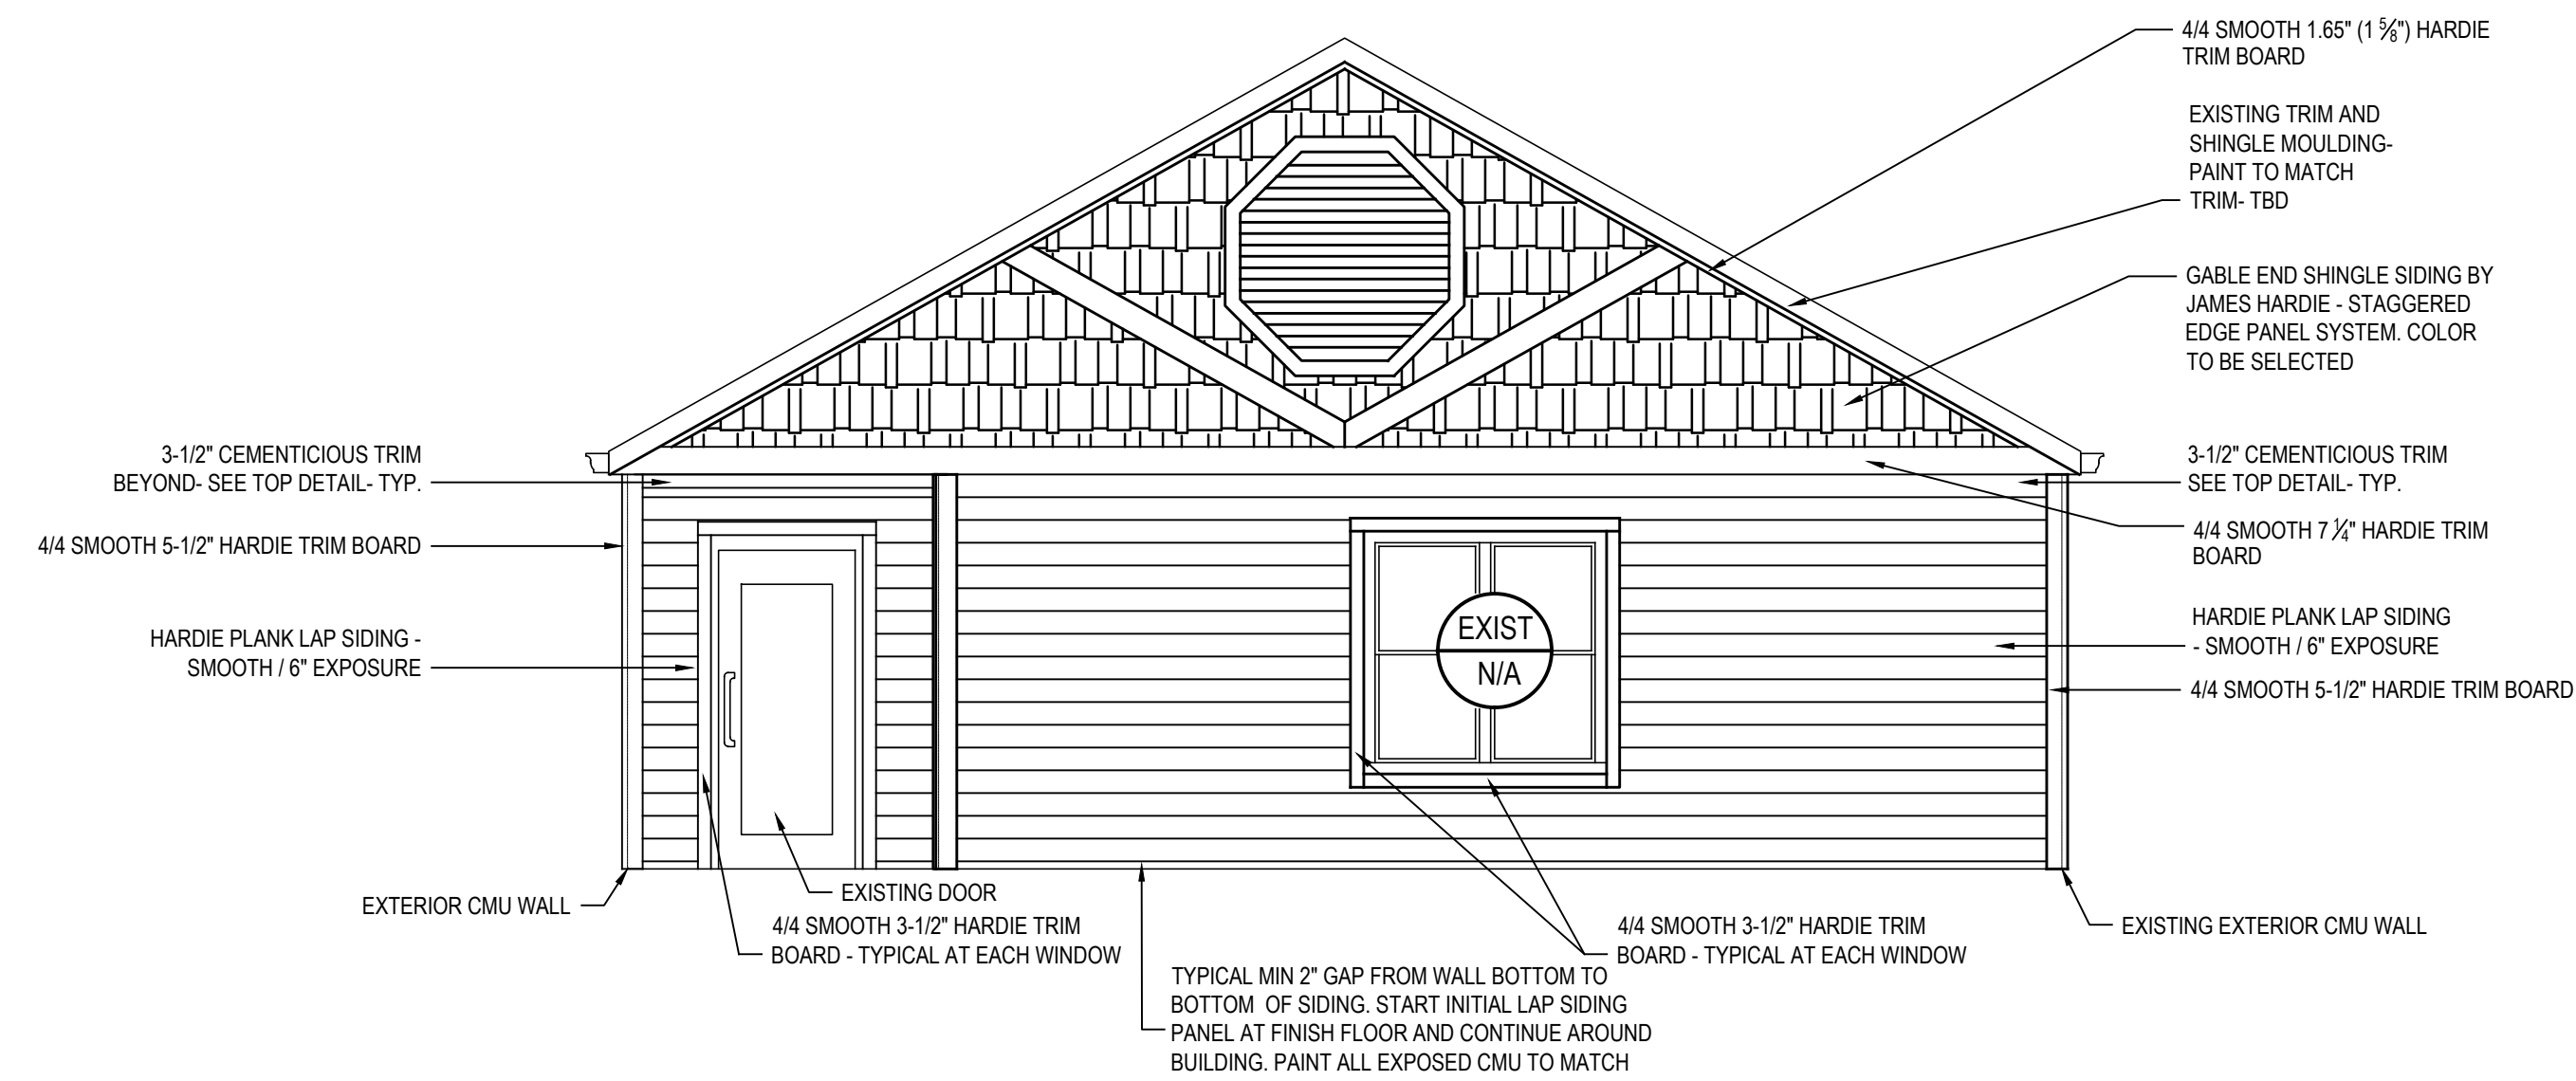 4/4 SMOOTH 1.65" (1 5/8") HARDIE
TRIM BOARD
EXISTING TRIM AND
SHINGLE MOULDING-
PAINT TO MATCH
TRIM- TBD
GABLE END SHINGLE SIDING BY
JAMES HARDIE - STAGGERED
EDGE PANEL SYSTEM. COLOR
TO BE SELECTED
3-1/2" CEMENTICIOUS TRIM
BEYOND- SEE TOP DETAIL- TYP.
3-1/2" CEMENTICIOUS TRIM
SEE TOP DETAIL- TYP.
4/4 SMOOTH 5-1/2" HARDIE TRIM BOARD
4/4 SMOOTH 7 1/4" HARDIE TRIM
BOARD
HARDIE PLANK LAP SIDING -
SMOOTH / 6" EXPOSURE
EXIST
N/A
HARDIE PLANK LAP SIDING
- SMOOTH / 6" EXPOSURE
4/4 SMOOTH 5-1/2" HARDIE TRIM BOARD
EXTERIOR CMU WALL
EXISTING DOOR
4/4 SMOOTH 3-1/2" HARDIE TRIM
BOARD - TYPICAL AT EACH WINDOW
4/4 SMOOTH 3-1/2" HARDIE TRIM
BOARD - TYPICAL AT EACH WINDOW
EXISTING EXTERIOR CMU WALL
TYPICAL MIN 2" GAP FROM WALL BOTTOM TO
BOTTOM OF SIDING. START INITIAL LAP SIDING
PANEL AT FINISH FLOOR AND CONTINUE AROUND
BUILDING. PAINT ALL EXPOSED CMU TO MATCH